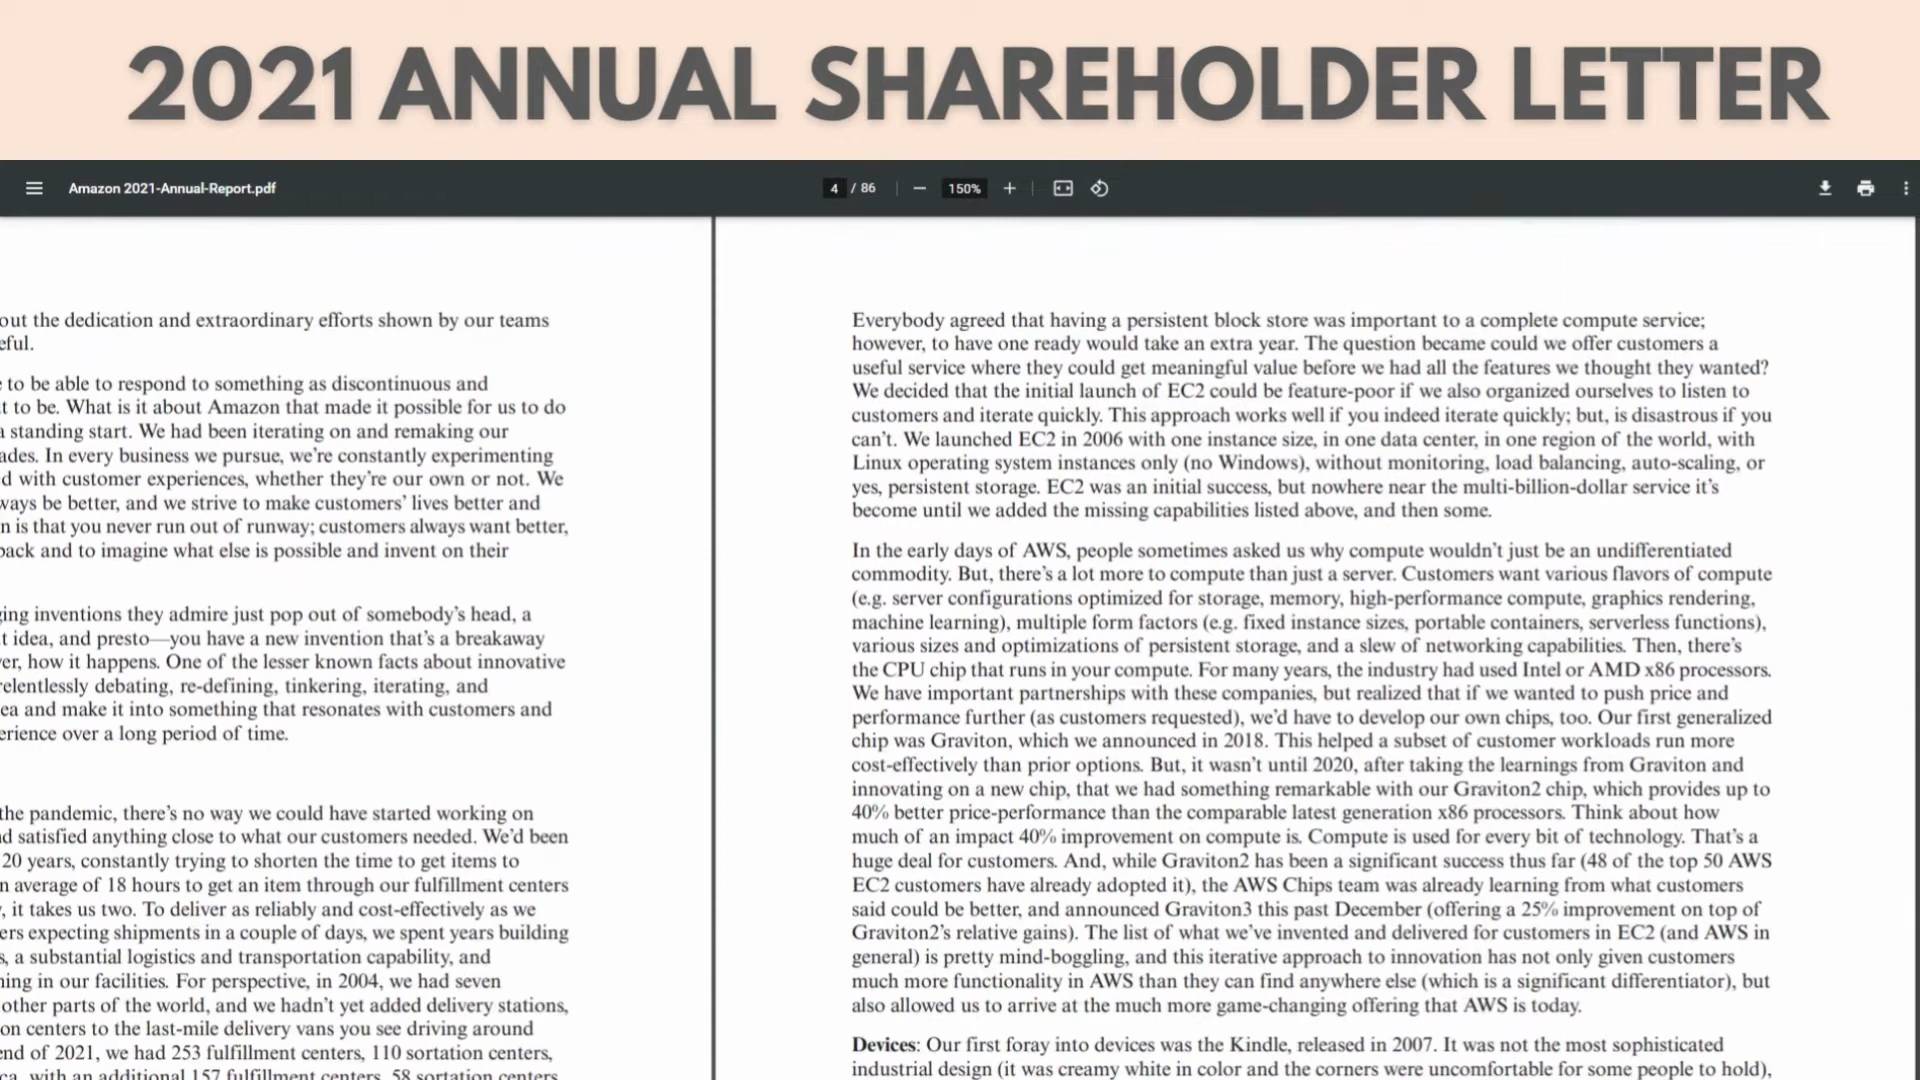 2021 ANNUAL SHAREHOLDER LETTER
Amazon 2021-Annual-Report.pdf
4 / 86
150%
out the dedication and extraordinary efforts shown by our teams
eful.
to be able to respond to something as discontinuous and
t to be. What is it about Amazon that made it possible for us to do
a standing start. We had been iterating on and remaking our
ades. In every business we pursue, we’re constantly experimenting
d with customer experiences, whether they’re our own or not. We
ways be better, and we strive to make customers’ lives better and
n is that you never run out of runway; customers always want better,
back and to imagine what else is possible and invent on their
ging inventions they admire just pop out of somebody’s head, a
t idea, and presto—you have a new invention that’s a breakaway
er, how it happens. One of the lesser known facts about innovative
relentlessly debating, re-defining, tinkering, iterating, and
ea and make it into something that resonates with customers and
erience over a long period of time.
the pandemic, there’s no way we could have started working on
d satisfied anything close to what our customers needed. We’d been
20 years, constantly trying to shorten the time to get items to
n average of 18 hours to get an item through our fulfillment centers
, it takes us two. To deliver as reliably and cost-effectively as we
ers expecting shipments in a couple of days, we spent years building
s, a substantial logistics and transportation capability, and
ning in our facilities. For perspective, in 2004, we had seven
other parts of the world, and we hadn’t yet added delivery stations,
on centers to the last-mile delivery vans you see driving around
end of 2021, we had 253 fulfillment centers, 110 sortation centers,
ca, with an additional 157 fulfillment centers, 58 sortation centers
Everybody agreed that having a persistent block store was important to a complete compute service;
however, to have one ready would take an extra year. The question became could we offer customers a
useful service where they could get meaningful value before we had all the features we thought they wanted?
We decided that the initial launch of EC2 could be feature-poor if we also organized ourselves to listen to
customers and iterate quickly. This approach works well if you indeed iterate quickly; but, is disastrous if you
can’t. We launched EC2 in 2006 with one instance size, in one data center, in one region of the world, with
Linux operating system instances only (no Windows), without monitoring, load balancing, auto-scaling, or
yes, persistent storage. EC2 was an initial success, but nowhere near the multi-billion-dollar service it’s
become until we added the missing capabilities listed above, and then some.
In the early days of AWS, people sometimes asked us why compute wouldn’t just be an undifferentiated
commodity. But, there’s a lot more to compute than just a server. Customers want various flavors of compute
(e.g. server configurations optimized for storage, memory, high-performance compute, graphics rendering,
machine learning), multiple form factors (e.g. fixed instance sizes, portable containers, serverless functions),
various sizes and optimizations of persistent storage, and a slew of networking capabilities. Then, there’s
the CPU chip that runs in your compute. For many years, the industry had used Intel or AMD x86 processors.
We have important partnerships with these companies, but realized that if we wanted to push price and
performance further (as customers requested), we’d have to develop our own chips, too. Our first generalized
chip was Graviton, which we announced in 2018. This helped a subset of customer workloads run more
cost-effectively than prior options. But, it wasn’t until 2020, after taking the learnings from Graviton and
innovating on a new chip, that we had something remarkable with our Graviton2 chip, which provides up to
40% better price-performance than the comparable latest generation x86 processors. Think about how
much of an impact 40% improvement on compute is. Compute is used for every bit of technology. That’s a
huge deal for customers. And, while Graviton2 has been a significant success thus far (48 of the top 50 AWS
EC2 customers have already adopted it), the AWS Chips team was already learning from what customers
said could be better, and announced Graviton3 this past December (offering a 25% improvement on top of
Graviton2’s relative gains). The list of what we’ve invented and delivered for customers in EC2 (and AWS in
general) is pretty mind-boggling, and this iterative approach to innovation has not only given customers
much more functionality in AWS than they can find anywhere else (which is a significant differentiator), but
also allowed us to arrive at the much more game-changing offering that AWS is today.
Devices: Our first foray into devices was the Kindle, released in 2007. It was not the most sophisticated
industrial design (it was creamy white in color and the corners were uncomfortable for some people to hold),